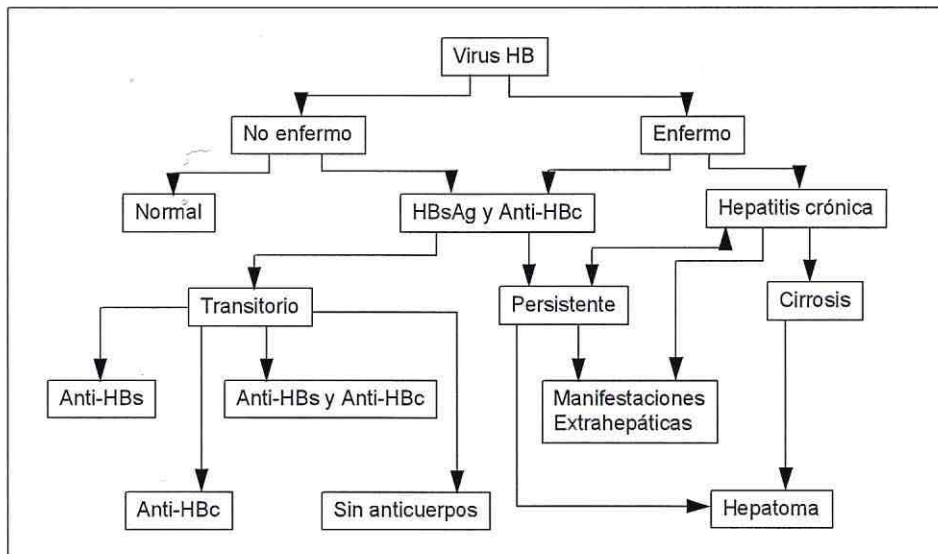 Virus HB
No enfermo
Enfermo
Normal
HBsAg y Anti-HBc
Hepatitis crónica
Transitorio
Persistente
Cirrosis
Anti-HBs
Anti-HBs y Anti-HBc
Manifestaciones
Extrahepáticas
Anti-HBc
Sin anticuerpos
Hepatoma